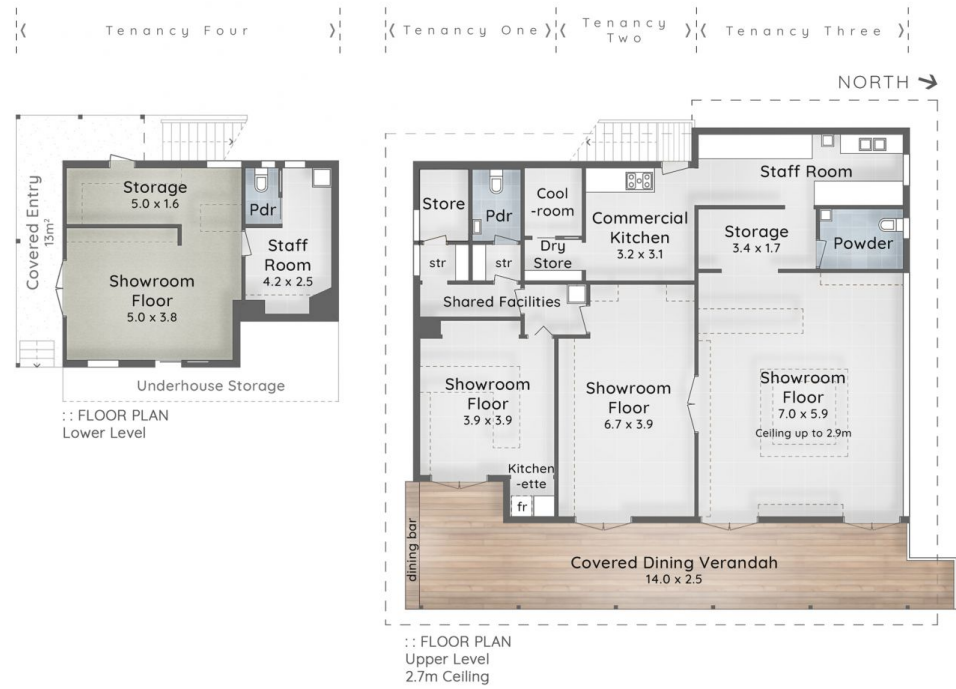 Tenancy Four
Tenancy One
Tenancy
Two
Tenancy Three
NORTH
Covered Entry
13m²
Storage
5.0 x 1.6
Pdr
Staff
Room
4.2 x 2.5
Showroom
Floor
5.0 x 3.8
Underhouse Storage
:: FLOOR PLAN
Lower Level
Store
Pdr
Cool
-room
Commercial
Kitchen
3.2 x 3.1
Staff Room
Storage
3.4 x 1.7
Powder
str
str
Dry
Store
Shared Facilities
Showroom
Floor
3.9 x 3.9
Showroom
Floor
6.7 x 3.9
Showroom
Floor
7.0 x 5.9
Ceiling up to 2.9m
Kitchen
-ette
fr
dining bar
Covered Dining Verandah
14.0 x 2.5
:: FLOOR PLAN
Upper Level
2.7m Ceiling